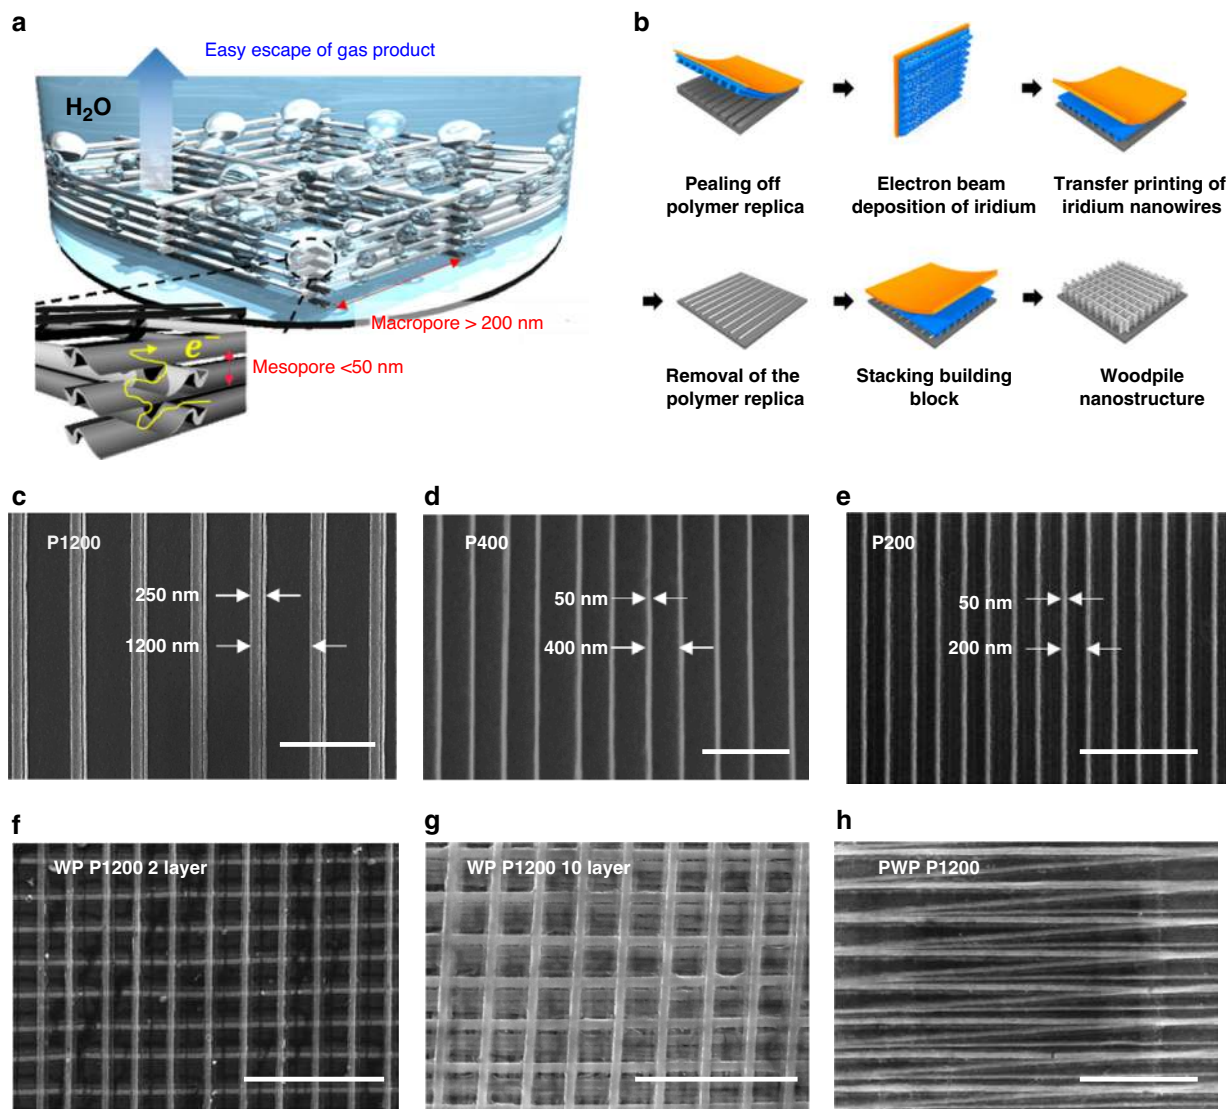 a
Easy escape of gas product
H₂O
Macropore > 200 nm
e⁻
Mesopore <50 nm
b
Pealing off
polymer replica
Electron beam
deposition of iridium
Transfer printing of
iridium nanowires
Removal of the
polymer replica
Stacking building
block
Woodpile
nanostructure
c
P1200
250 nm
1200 nm
d
P400
50 nm
400 nm
e
P200
50 nm
200 nm
f
WP P1200 2 layer
g
WP P1200 10 layer
h
PWP P1200